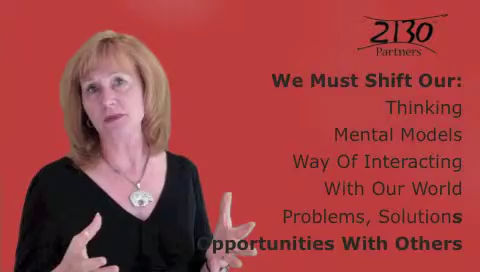 2130
Partners
We Must Shift Our:
Thinking
Mental Models
Way Of Interacting
With Our World
Problems, Solutions
Opportunities With Others